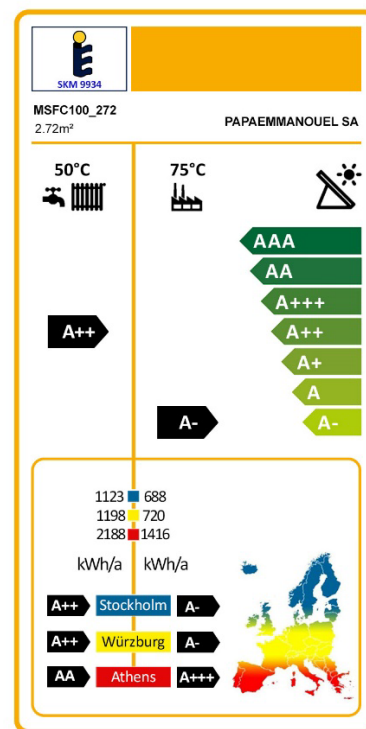 SKM 9934
MSFC100_272
2.72m²
PAPAEMMANOUEL SA
50°C 75°C
AAA
AA
A+++
A++
A++
A+
A
A- A-
1123 688
1198 720
2188 1416
kWh/a kWh/a
A++ Stockholm A-
A++ Würzburg A-
AA Athens A+++